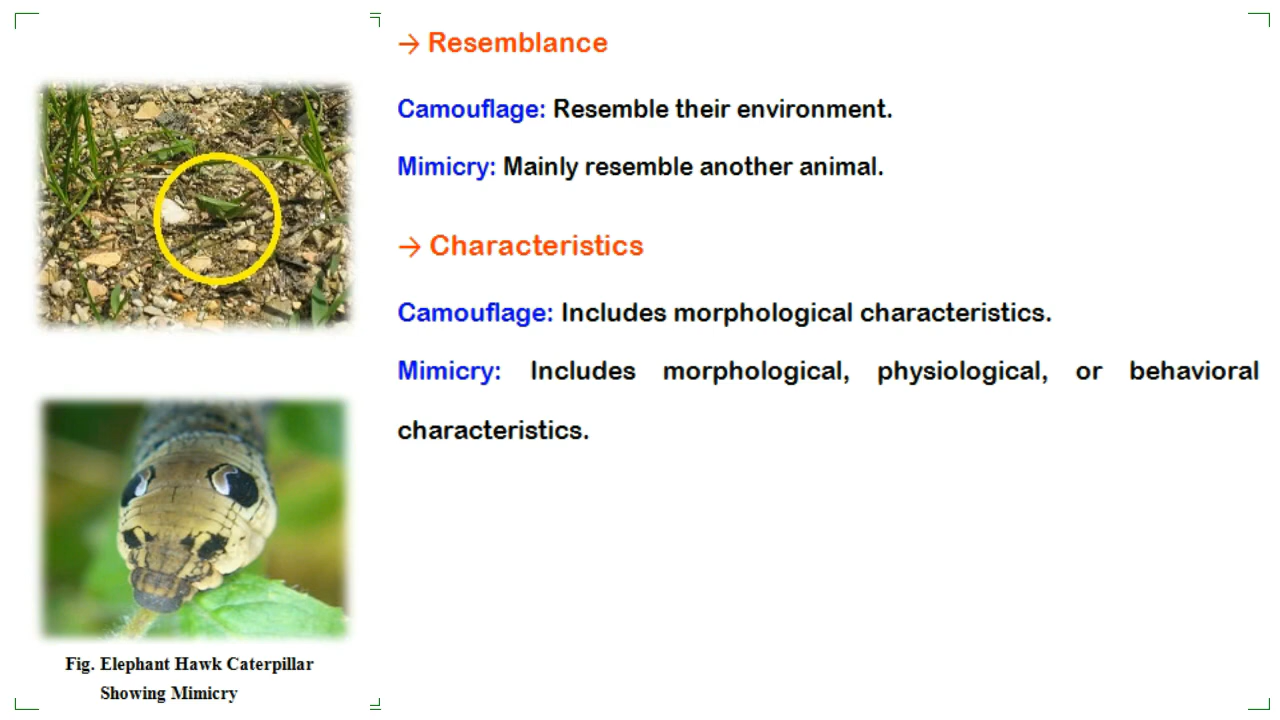 → Resemblance
Camouflage: Resemble their environment.
Mimicry: Mainly resemble another animal.
→ Characteristics
Camouflage: Includes morphological characteristics.
Mimicry: Includes morphological, physiological, or behavioral
characteristics.
Fig. Elephant Hawk Caterpillar
Showing Mimicry